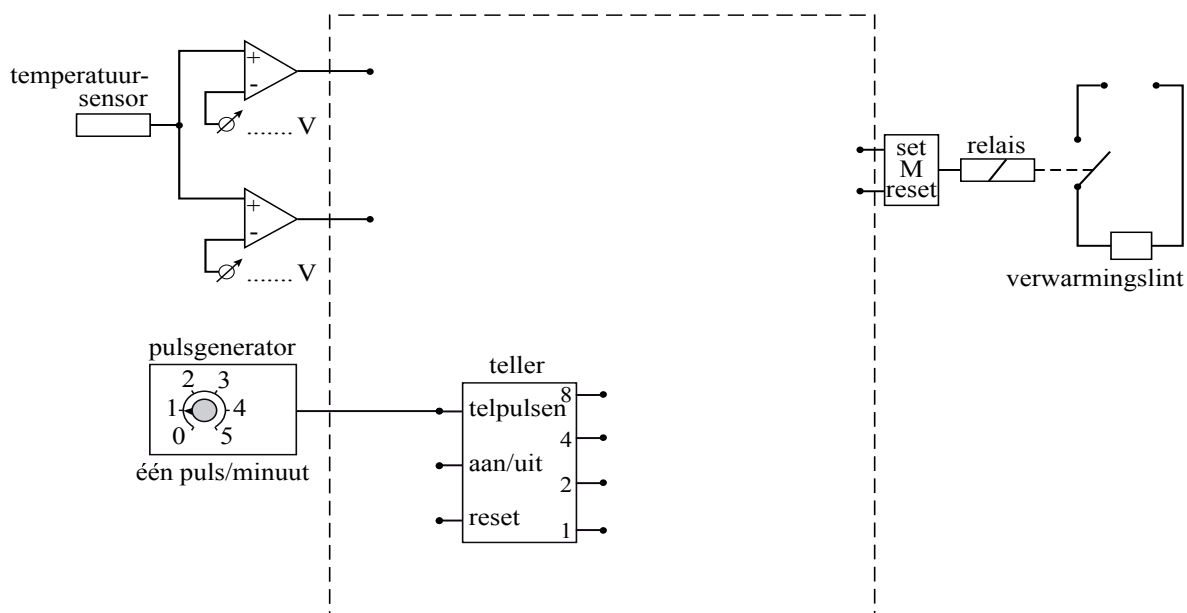 temperatuur-
sensor
+
-
....... V
+
-
....... V
set
M
reset
relais
verwarmingslint
pulsgenerator
2 3
1 4
0 5
één puls/minuut
teller
telpulsen
aan/uit
reset
8
4
2
1